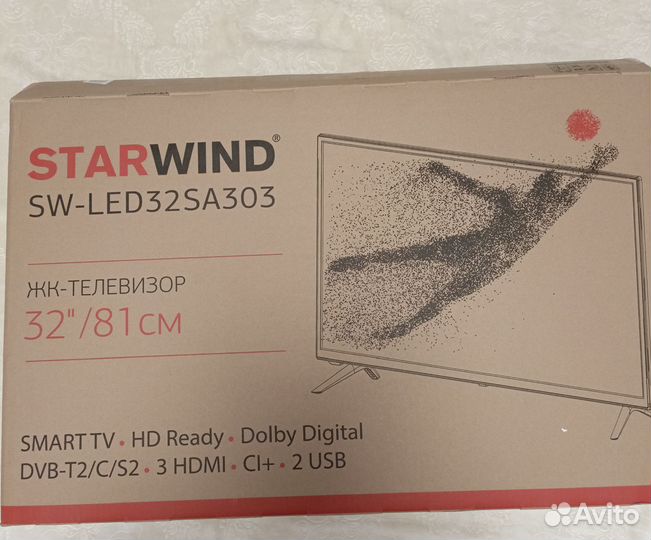 STARWIND®
SW-LED32SA303
ЖК-ТЕЛЕВИЗОР
32"/81СМ
SMART TV • HD Ready • Dolby Digital
DVB-T2/C/S2 • 3 HDMI • CI+ • 2 USB
Avito